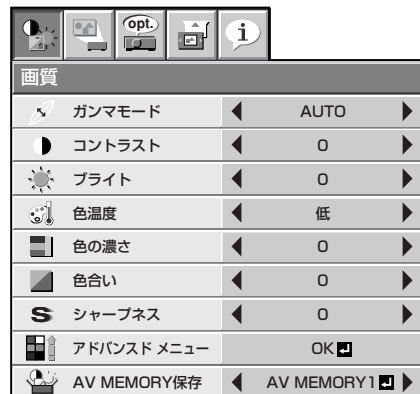 opt.
i
画質
ガンマモード AUTO
コントラスト 0
ブライト 0
色温度 低
色の濃さ 0
色合い 0
シャープネス 0
アドバンスド メニュー OK
AV MEMORY保存 AV MEMORY1